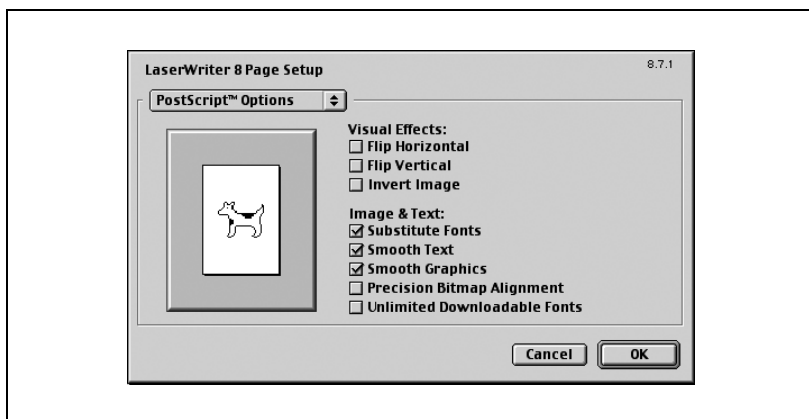 LaserWriter 8 Page Setup
8.7.1
PostScript™ Options
Visual Effects:
Flip Horizontal
Flip Vertical
Invert Image
Image & Text:
Substitute Fonts
Smooth Text
Smooth Graphics
Precision Bitmap Alignment
Unlimited Downloadable Fonts
Cancel
OK